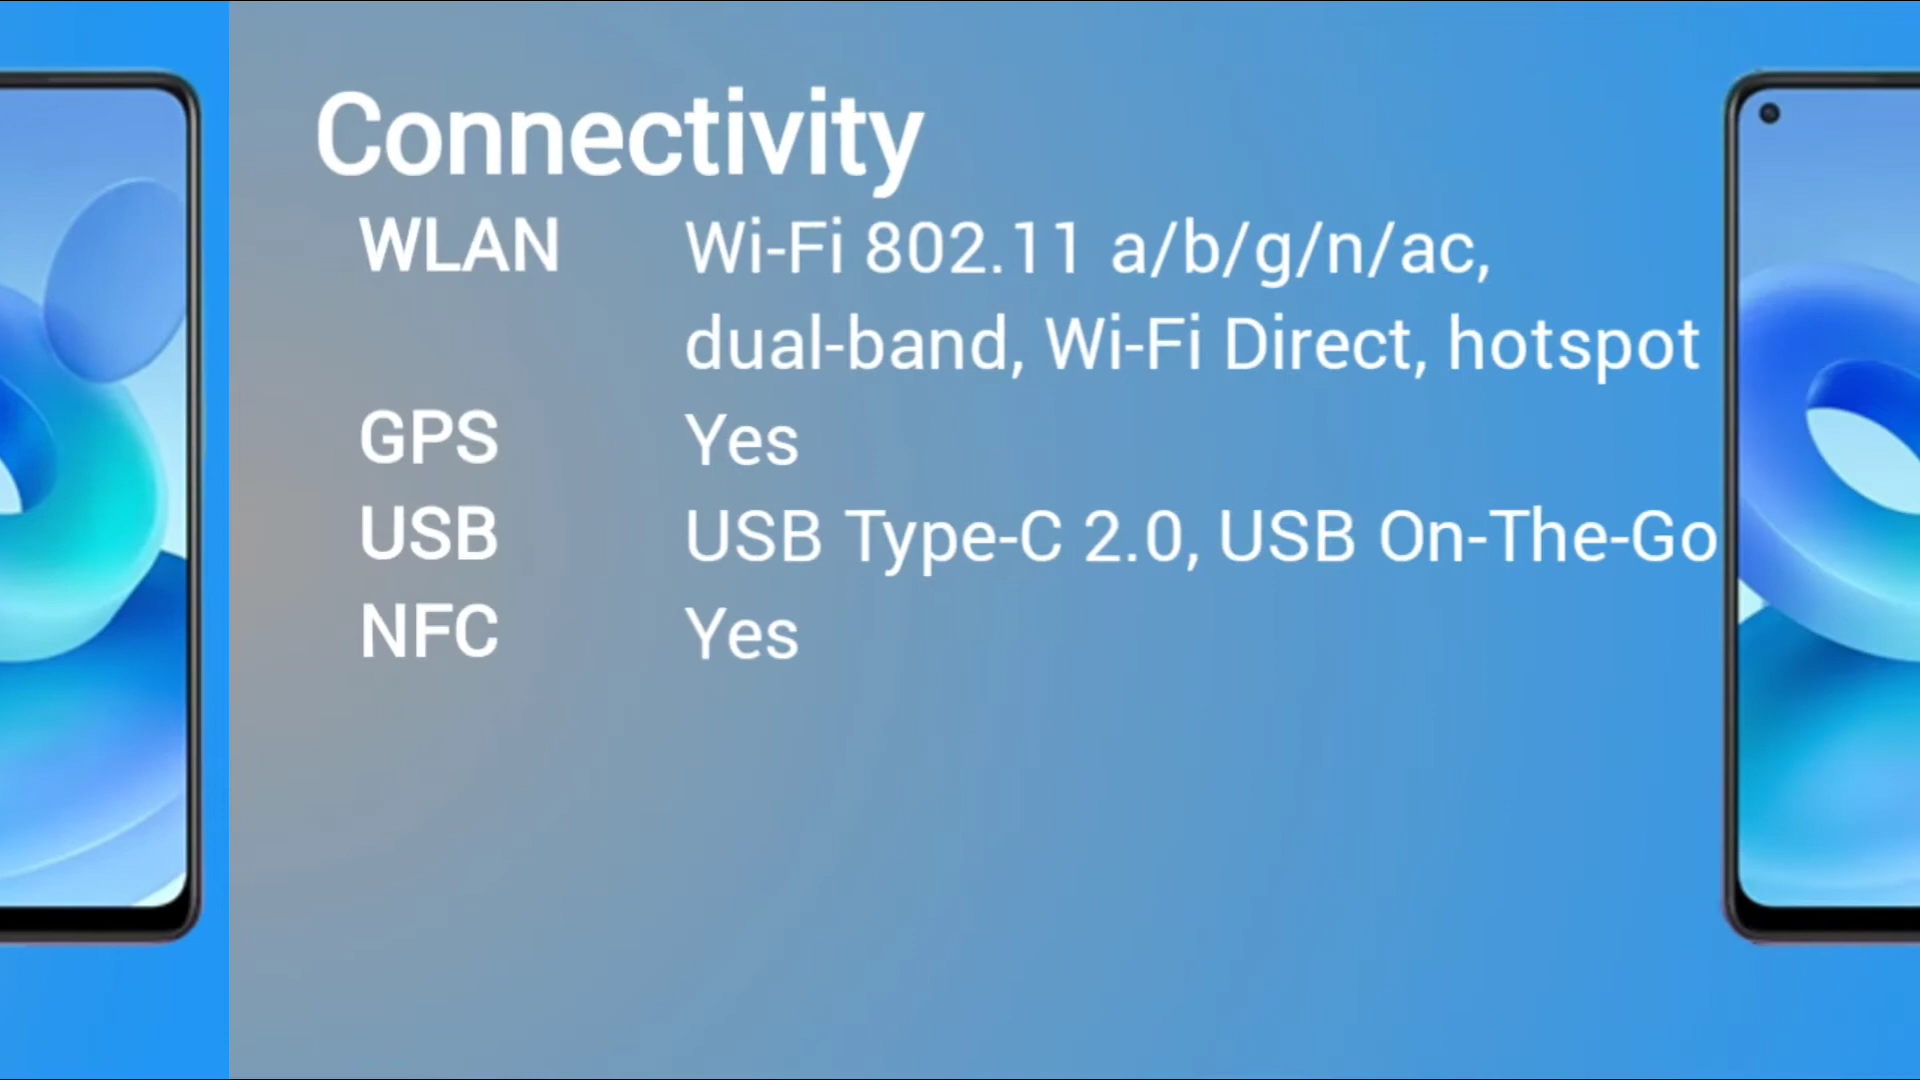 Connectivity
WLAN Wi-Fi 802.11 a/b/g/n/ac,
dual-band, Wi-Fi Direct, hotspot
GPS Yes
USB USB Type-C 2.0, USB On-The-Go
NFC Yes